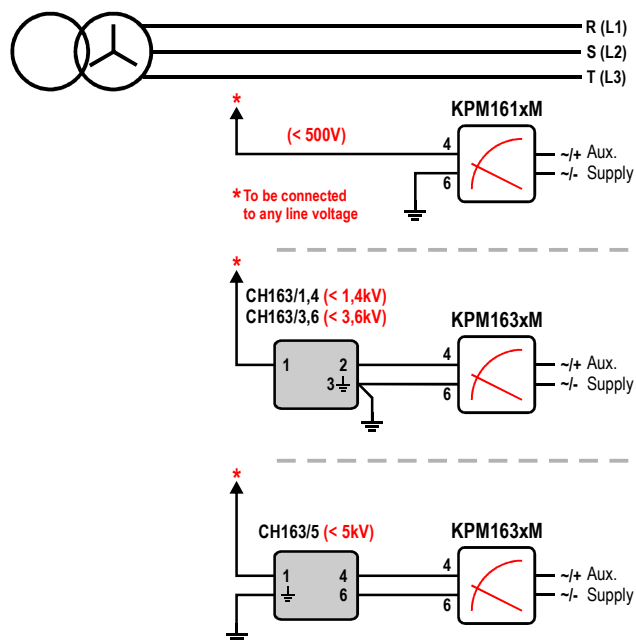 R (L1)
S (L2)
T (L3)
*
(< 500V)
KPM161xM
4
6
~/+ Aux.
~/- Supply
* To be connected
to any line voltage
*
CH163/1,4 (< 1,4kV)
CH163/3,6 (< 3,6kV)
KPM163xM
1
2
3
4
6
~/+ Aux.
~/- Supply
*
CH163/5 (< 5kV)
KPM163xM
1
4
6
4
6
~/+ Aux.
~/- Supply